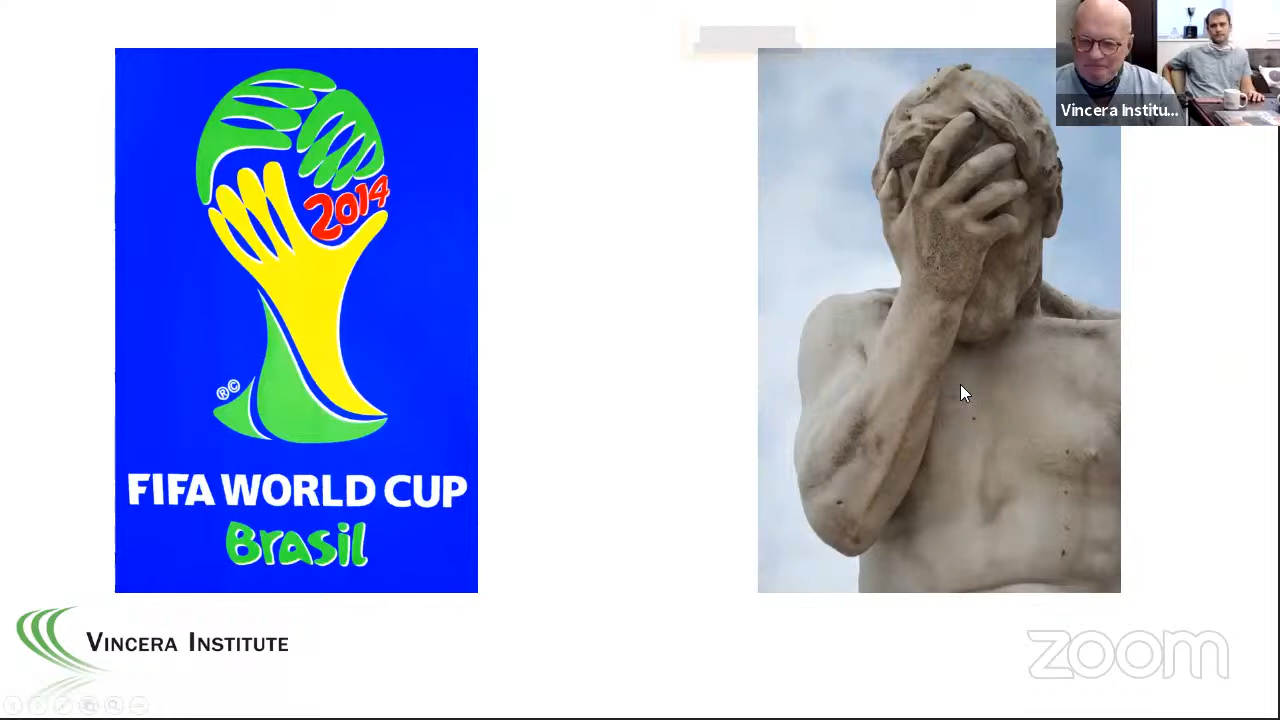 Vincera Institu...
2014
®©
FIFA WORLD CUP
Brasil
VINCERA INSTITUTE
zoom